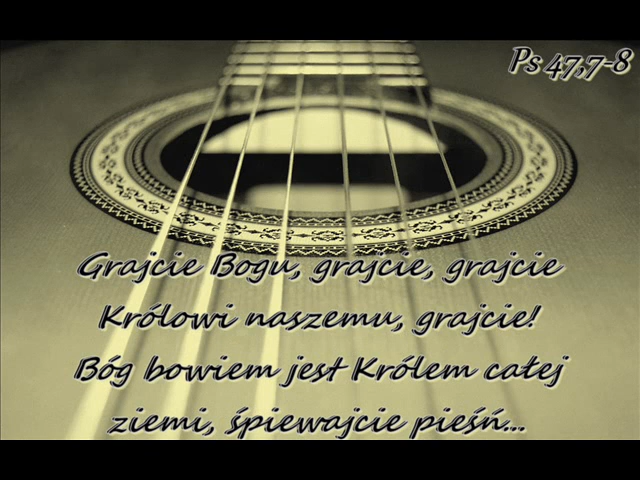 Ps 47,7-8
Grajcie Bogu, grajcie, grajcie
Królowi naszemu, grajcie!
Bóg bowiem jest Królem całej
ziemi, śpiewajcie pieśń...